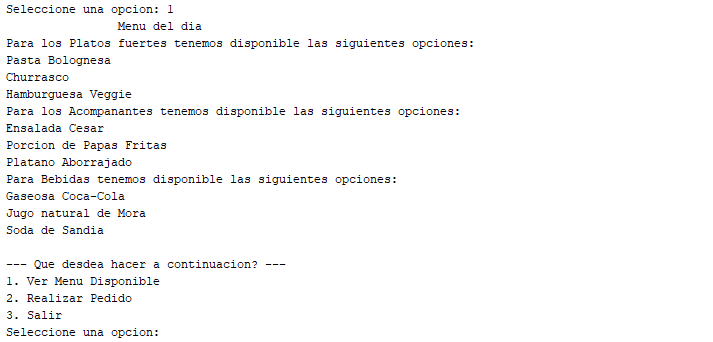 Seleccione una opcion: 1
Menu del dia
Para los Platos fuertes tenemos disponible las siguientes opciones:
Pasta Bolognesa
Churrasco
Hamburguesa Veggie
Para los Acompanantes tenemos disponible las siguientes opciones:
Ensalada Cesar
Porcion de Papas Fritas
Platano Aborrajado
Para Bebidas tenemos disponible las siguientes opciones:
Gaseosa Coca-Cola
Jugo natural de Mora
Soda de Sandia
--- Que desdea hacer a continuacion? ---
1. Ver Menu Disponible
2. Realizar Pedido
3. Salir
Seleccione una opcion: